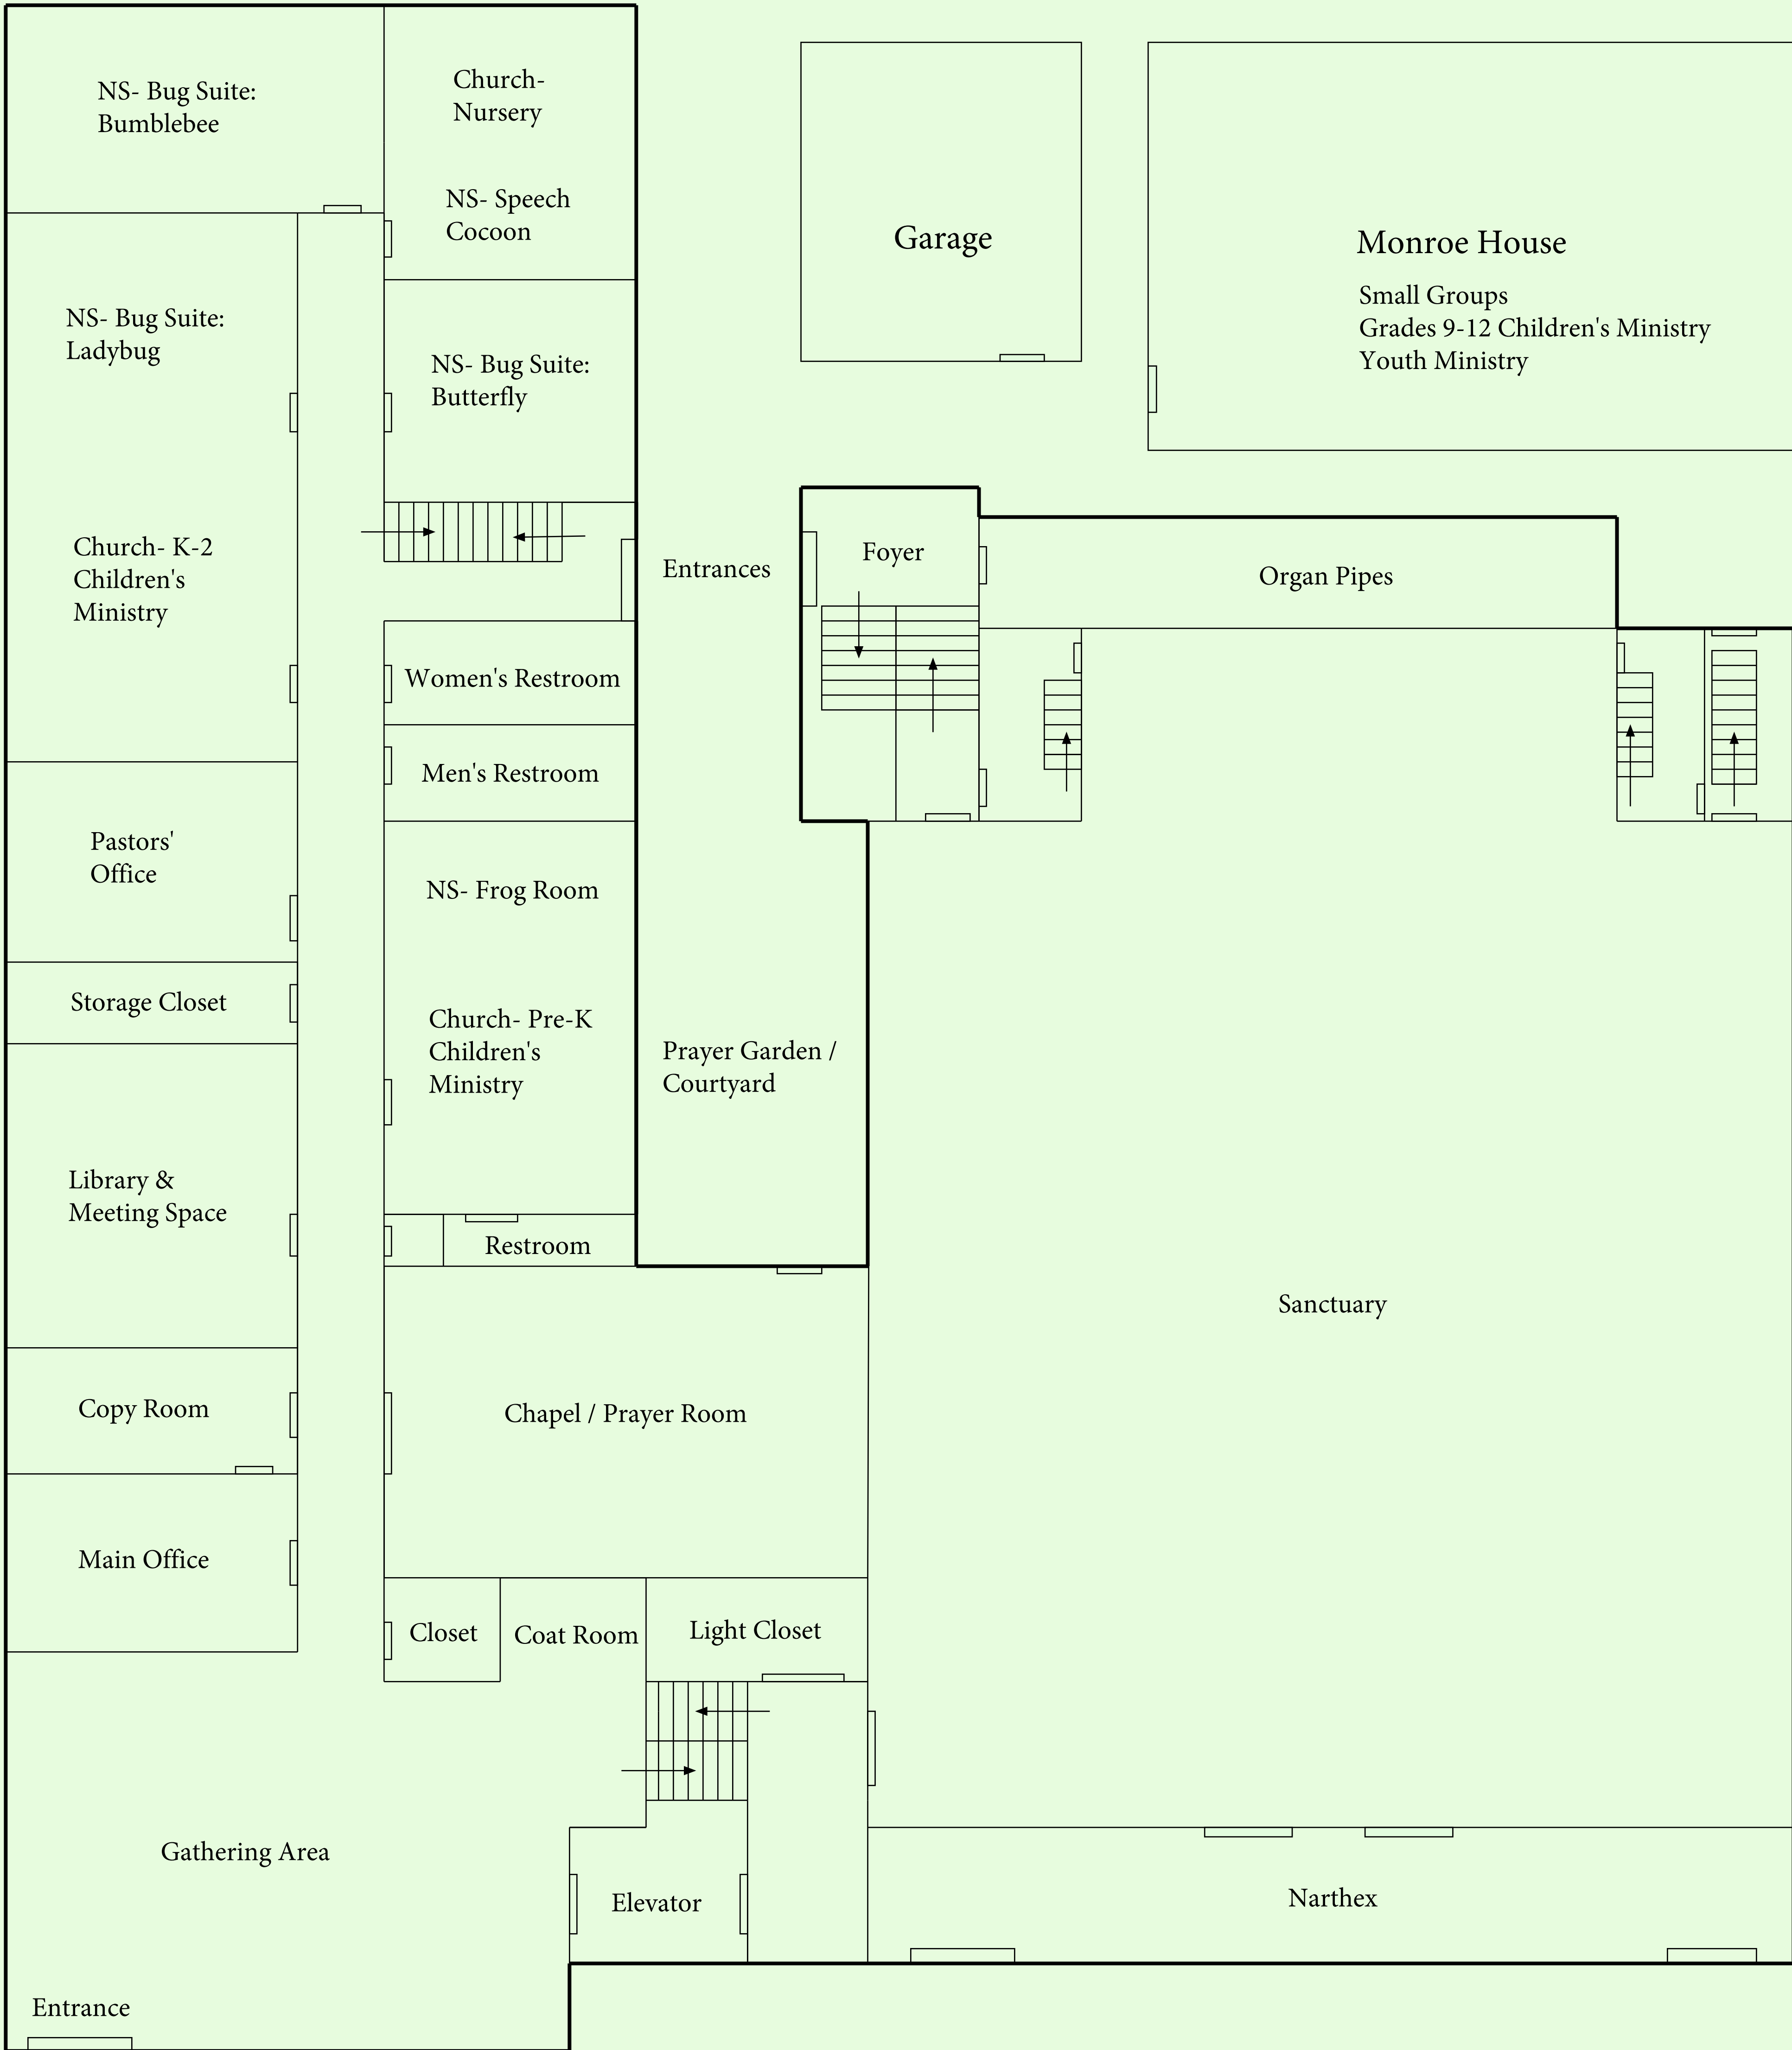 NS- Bug Suite:
Bumblebee
Church-
Nursery
NS- Speech
Cocoon
Garage
Monroe House
Small Groups
Grades 9-12 Children's Ministry
Youth Ministry
NS- Bug Suite:
Ladybug
NS- Bug Suite:
Butterfly
Church- K-2
Children's
Ministry
Entrances
Foyer
Organ Pipes
Women's Restroom
Men's Restroom
Pastors'
Office
NS- Frog Room
Storage Closet
Church- Pre-K
Children's
Ministry
Prayer Garden /
Courtyard
Library &
Meeting Space
Restroom
Sanctuary
Copy Room
Chapel / Prayer Room
Main Office
Closet
Coat Room
Light Closet
Gathering Area
Elevator
Narthex
Entrance